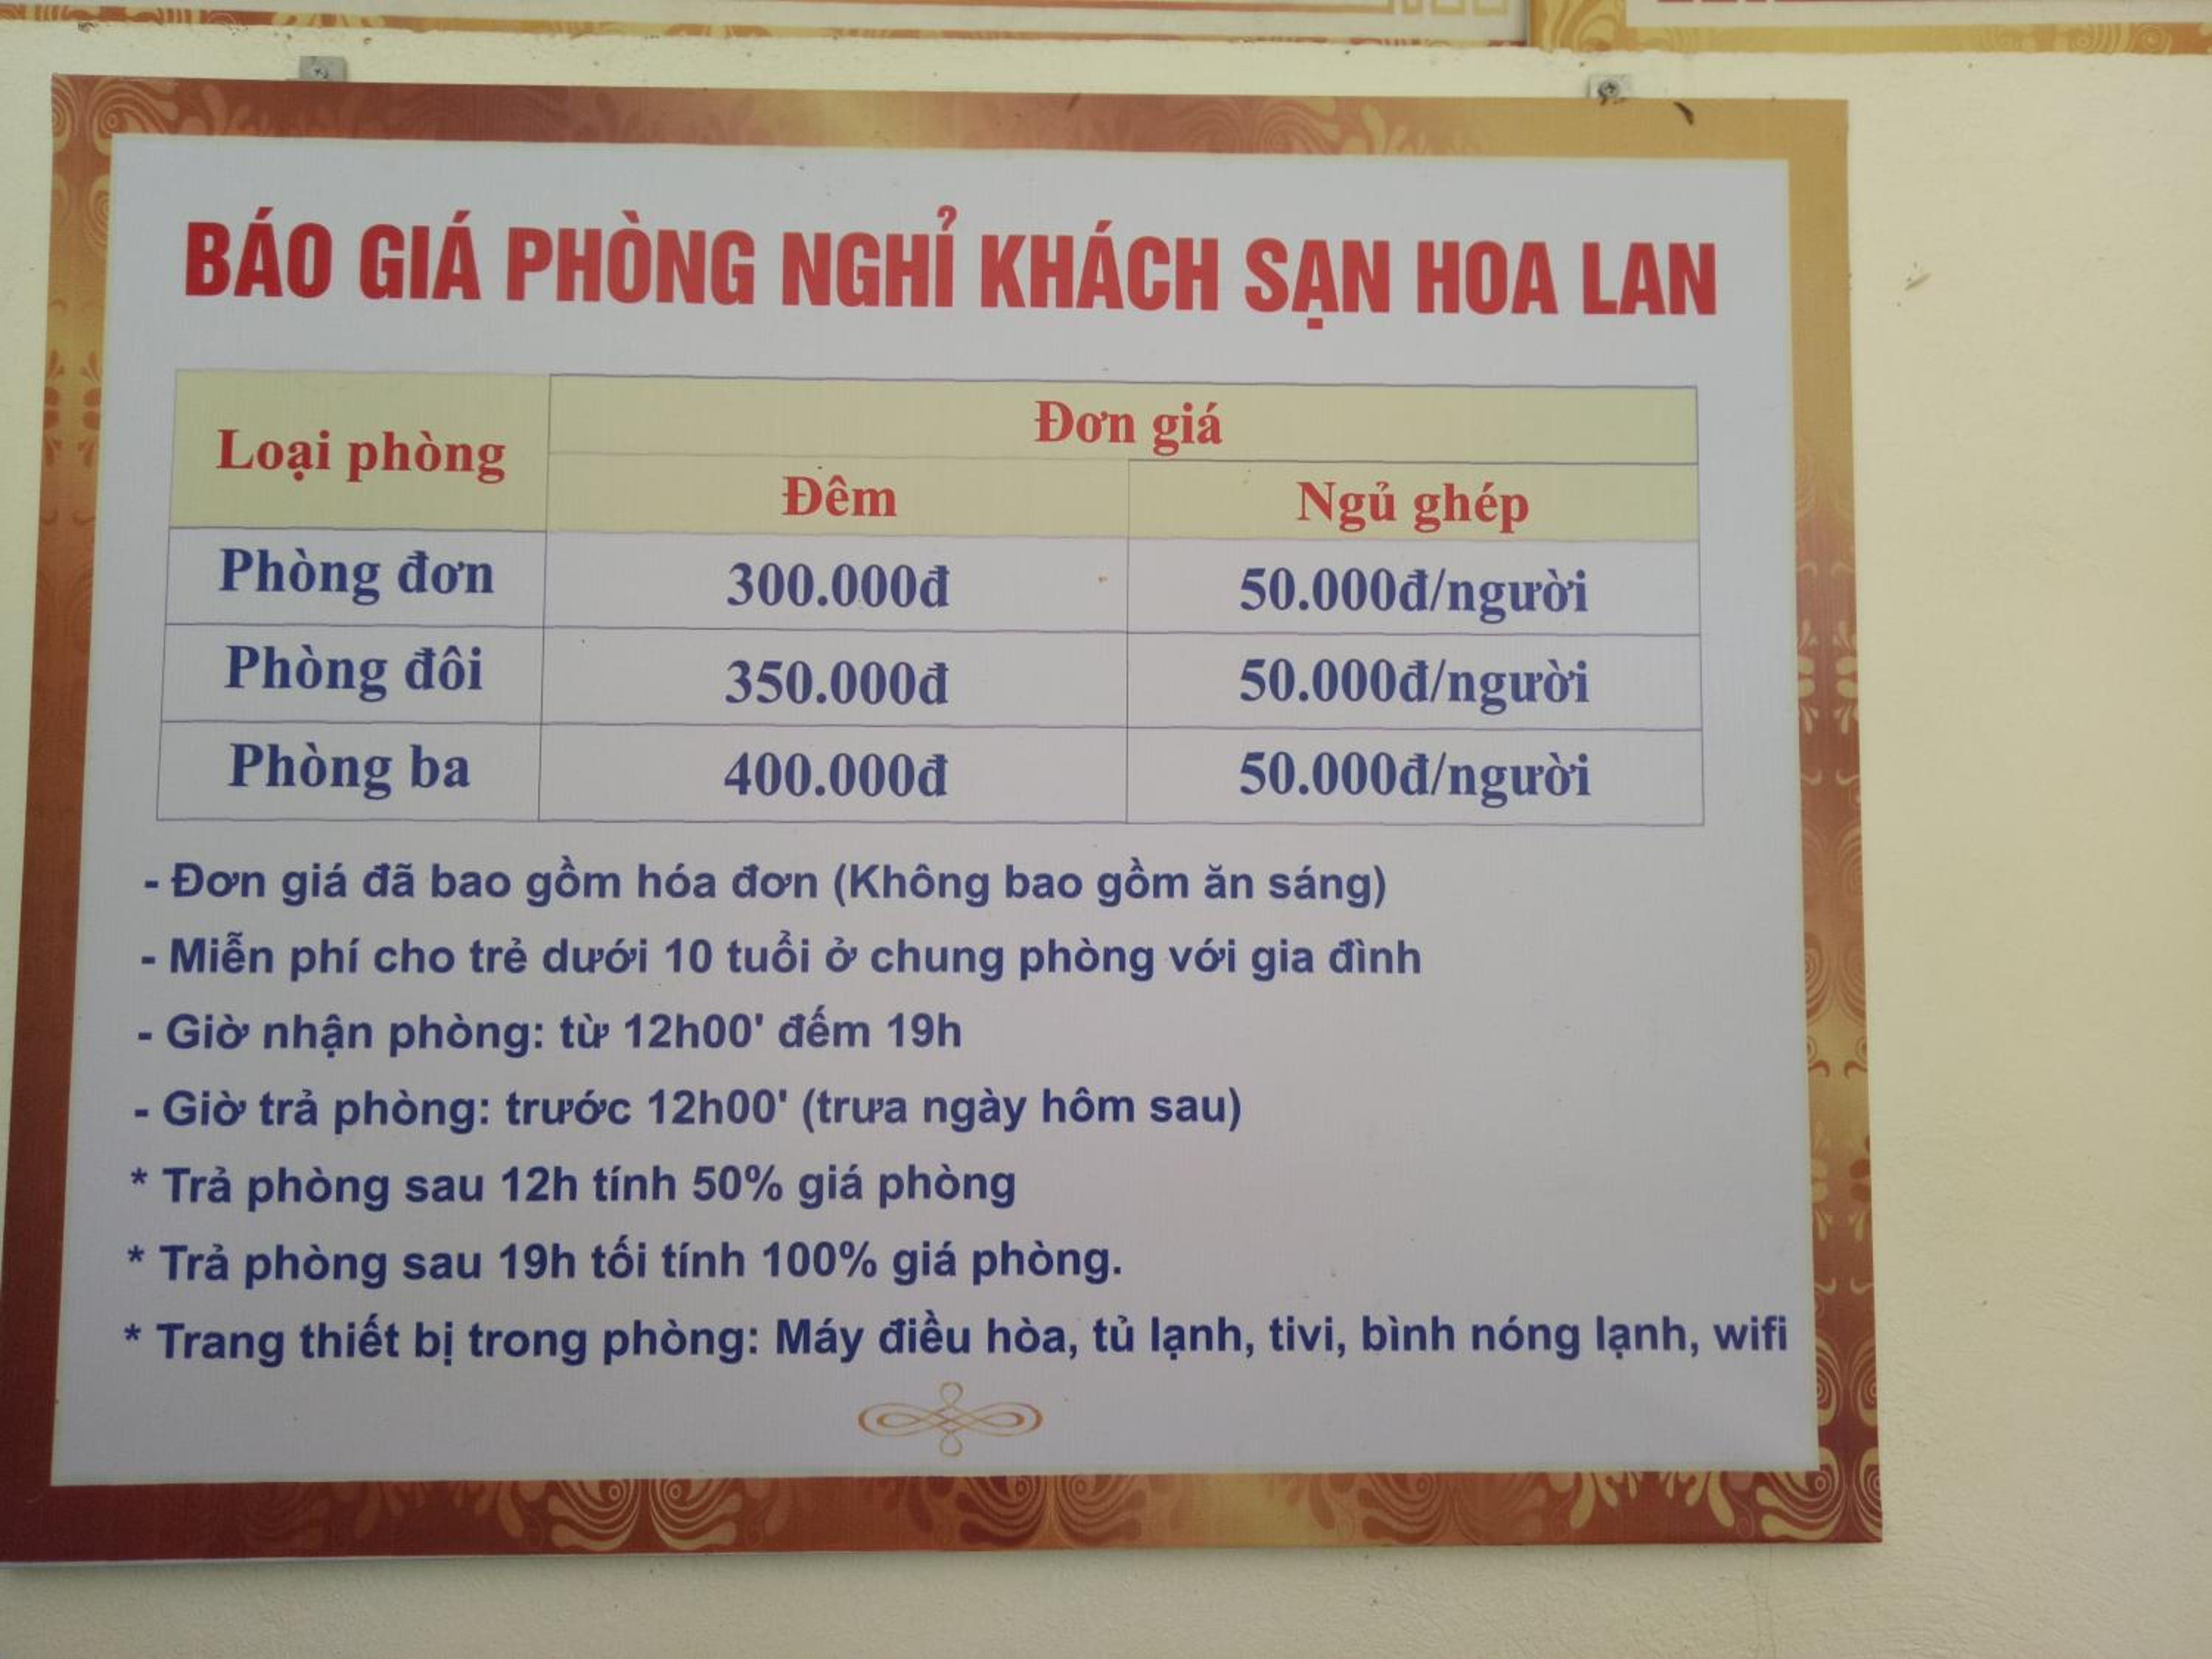 BÁO GIÁ PHÒNG NGHỈ KHÁCH SẠN HOA LAN
Loại phòng
Đơn giá
Đêm
Ngủ ghép
Phòng đơn 300.000đ 50.000đ/người
Phòng đôi 350.000đ 50.000đ/người
Phòng ba 400.000đ 50.000đ/người
- Đơn giá đã bao gồm hóa đơn (Không bao gồm ăn sáng)
- Miễn phí cho trẻ dưới 10 tuổi ở chung phòng với gia đình
- Giờ nhận phòng: từ 12h00' đếm 19h
- Giờ trả phòng: trước 12h00' (trưa ngày hôm sau)
* Trả phòng sau 12h tính 50% giá phòng
* Trả phòng sau 19h tối tính 100% giá phòng.
* Trang thiết bị trong phòng: Máy điều hòa, tủ lạnh, tivi, bình nóng lạnh, wifi